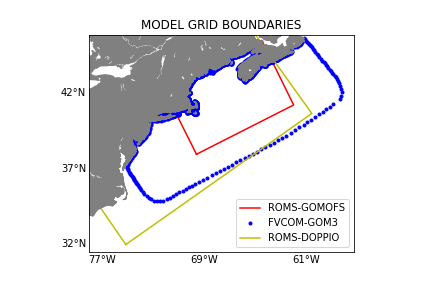 MODEL GRID BOUNDARIES
42°N
37°N
32°N
77°W
69°W
61°W
ROMS-GOMOFS
FVCOM-GOM3
ROMS-DOPPIO